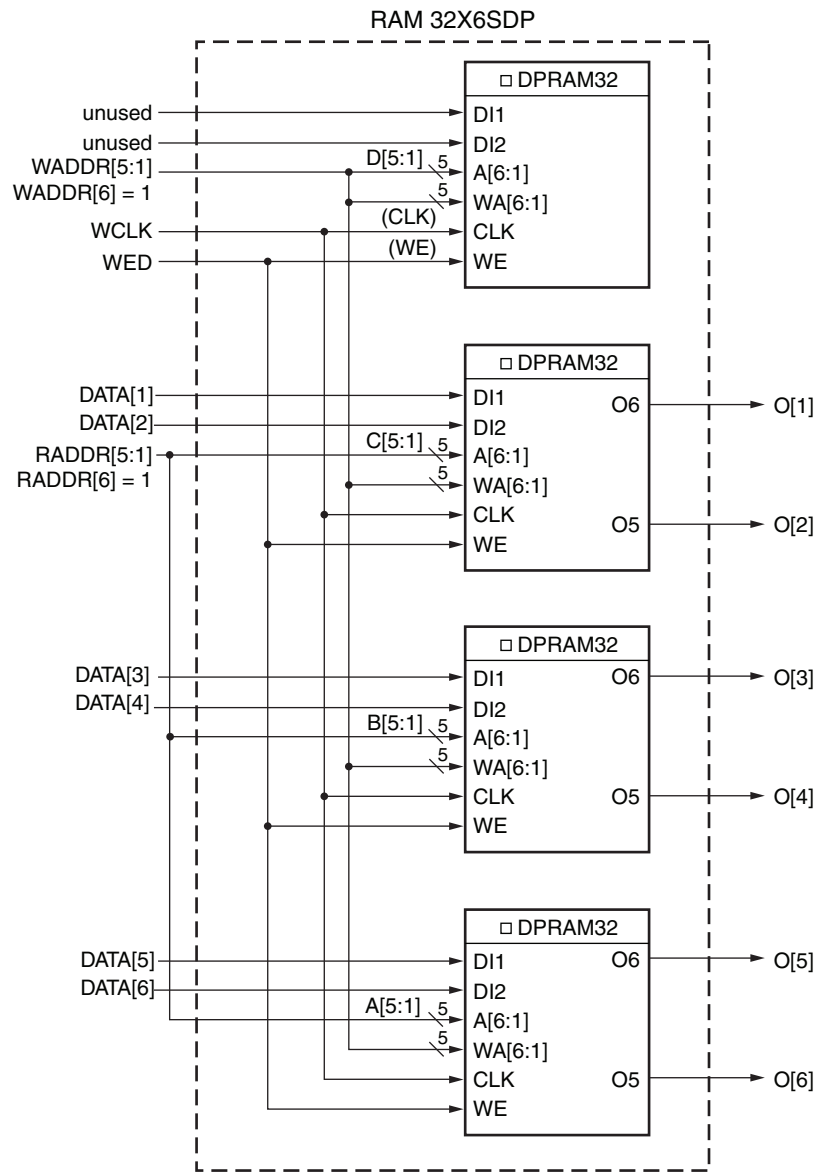 RAM 32X6SDP
DPRAM32
unused
DI1
unused
DI2
WADDR[5:1]
D[5:1]
5
A[6:1]
WADDR[6] = 1
5
WA[6:1]
WCLK
(CLK)
CLK
WED
(WE)
WE
DPRAM32
DATA[1]
DI1
O6
O[1]
DATA[2]
DI2
RADDR[5:1]
C[5:1]
5
A[6:1]
RADDR[6] = 1
5
WA[6:1]
CLK
O5
O[2]
WE
DPRAM32
DATA[3]
DI1
O6
O[3]
DATA[4]
DI2
B[5:1]
5
A[6:1]
5
WA[6:1]
CLK
O5
O[4]
WE
DPRAM32
DATA[5]
DI1
O6
O[5]
DATA[6]
DI2
A[5:1]
5
A[6:1]
5
WA[6:1]
CLK
O5
O[6]
WE